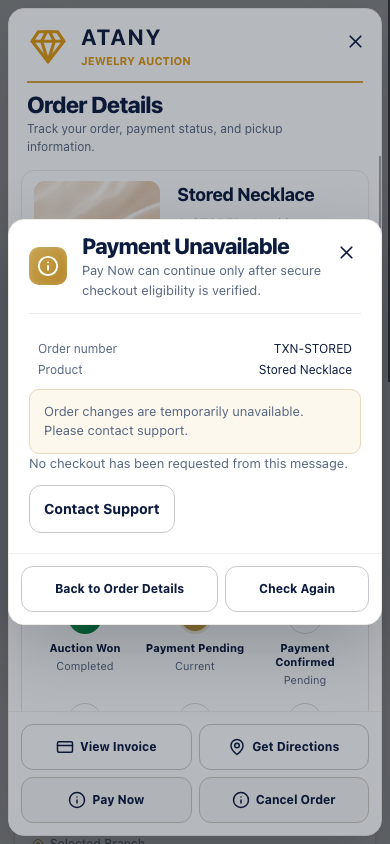 ATANY
JEWELRY AUCTION
Order Details
Track your order, payment status, and pickup
information.
Stored Necklace
Payment Unavailable
Pay Now can continue only after secure
checkout eligibility is verified.
Order number TXN-STORED
Product Stored Necklace
Order changes are temporarily unavailable.
Please contact support.
No checkout has been requested from this message.
Contact Support
Back to Order Details Check Again
Auction Won Payment Pending Payment
Confirmed
Completed Current Pending
View Invoice Get Directions
Pay Now Cancel Order
Selected Branch